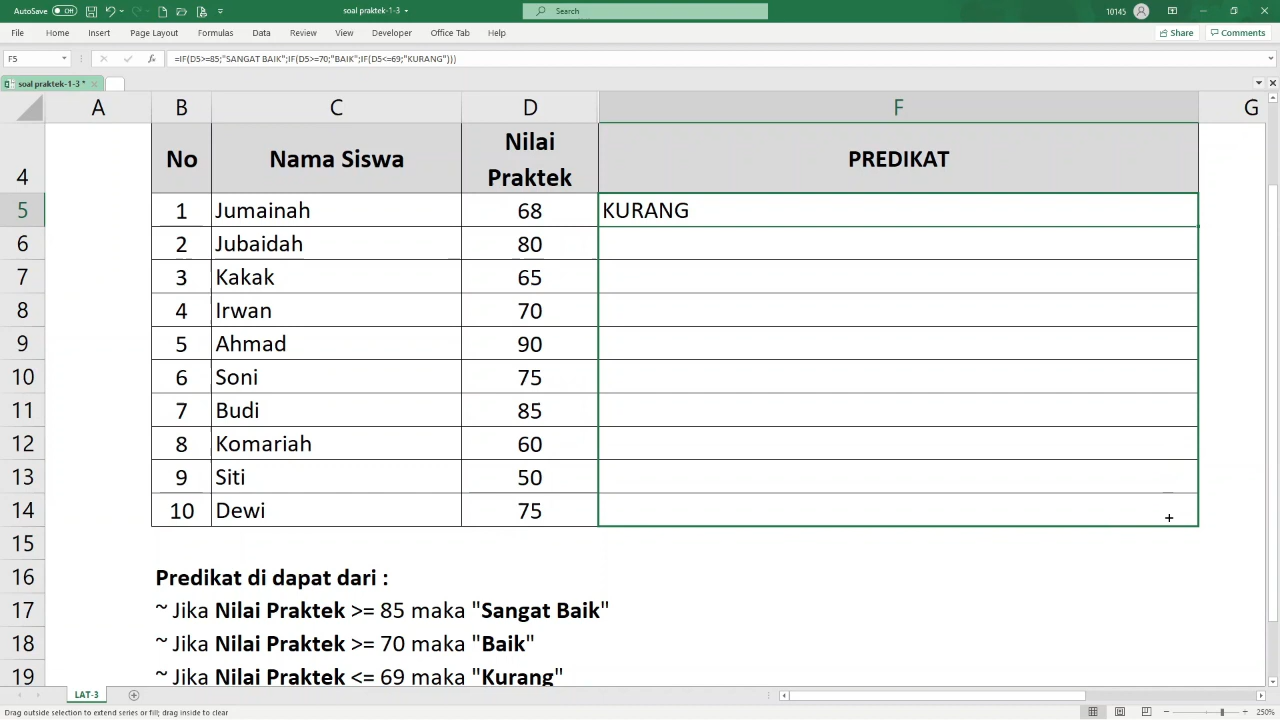 AutoSave Off soal praktek-1-3 Search 10145
File Home Insert Page Layout Formulas Data Review View Developer Office Tab Help Share Comments
F5 fx =IF(D5>=85;"SANGAT BAIK";IF(D5>=70;"BAIK";IF(D5<=69;"KURANG")))
soal praktek-1-3 *
A B C D F G
4 No Nama Siswa Nilai Praktek PREDIKAT
5 1 Jumainah 68 KURANG
6 2 Jubaidah 80
7 3 Kakak 65
8 4 Irwan 70
9 5 Ahmad 90
10 6 Soni 75
11 7 Budi 85
12 8 Komariah 60
13 9 Siti 50
14 10 Dewi 75
15
16 Predikat di dapat dari :
17 ~ Jika Nilai Praktek >= 85 maka "Sangat Baik"
18 ~ Jika Nilai Praktek >= 70 maka "Baik"
19 ~ Jika Nilai Praktek <= 69 maka "Kurang"
LAT-3
Drag outside selection to extend series or fill; drag inside to clear 250%